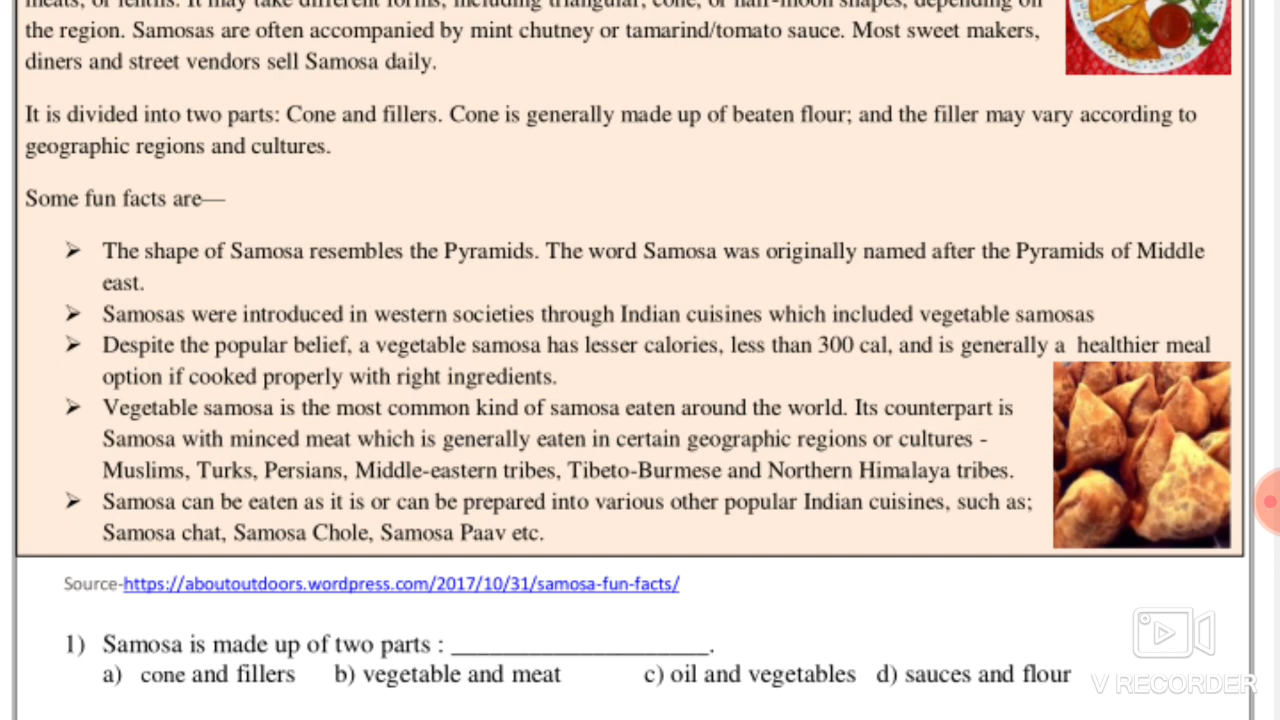 the region. Samosas are often accompanied by mint chutney or tamarind/tomato sauce. Most sweet makers,
diners and street vendors sell Samosa daily.
It is divided into two parts: Cone and fillers. Cone is generally made up of beaten flour; and the filler may vary according to
geographic regions and cultures.
Some fun facts are—
➤ The shape of Samosa resembles the Pyramids. The word Samosa was originally named after the Pyramids of Middle
east.
➤ Samosas were introduced in western societies through Indian cuisines which included vegetable samosas
➤ Despite the popular belief, a vegetable samosa has lesser calories, less than 300 cal, and is generally a healthier meal
option if cooked properly with right ingredients.
➤ Vegetable samosa is the most common kind of samosa eaten around the world. Its counterpart is
Samosa with minced meat which is generally eaten in certain geographic regions or cultures -
Muslims, Turks, Persians, Middle-eastern tribes, Tibeto-Burmese and Northern Himalaya tribes.
➤ Samosa can be eaten as it is or can be prepared into various other popular Indian cuisines, such as;
Samosa chat, Samosa Chole, Samosa Paav etc.
Source-https://aboutoutdoors.wordpress.com/2017/10/31/samosa-fun-facts/
1) Samosa is made up of two parts : ____________________.
a) cone and fillers b) vegetable and meat c) oil and vegetables d) sauces and flour
V RECORDER